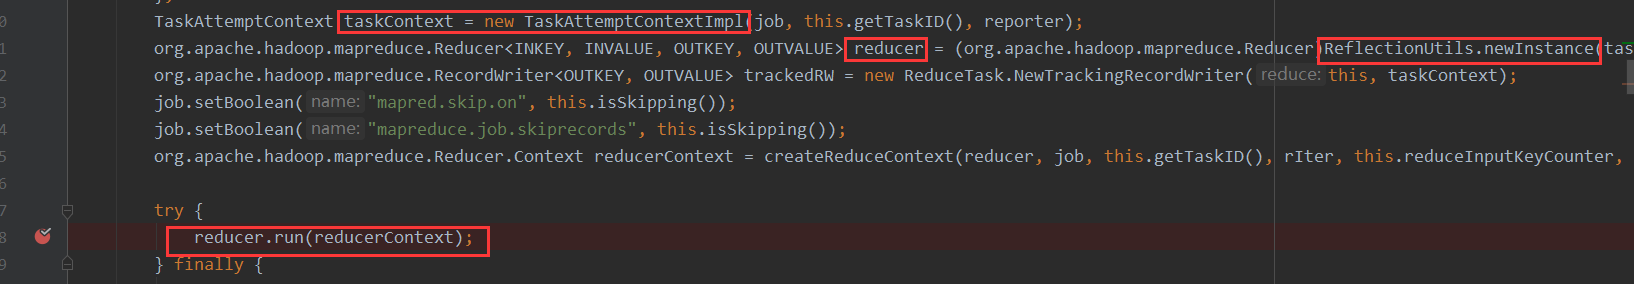 0 TaskAttemptContext taskContext = new TaskAttemptContextImpl(job, this.getTaskID(), reporter);
1 org.apache.hadoop.mapreduce.Reducer<INKEY, INVALUE, OUTKEY, OUTVALUE> reducer = (org.apache.hadoop.mapreduce.Reducer)ReflectionUtils.newInstance(tas
2 org.apache.hadoop.mapreduce.RecordWriter<OUTKEY, OUTVALUE> trackedRW = new ReduceTask.NewTrackingRecordWriter( reduce: this, taskContext);
3 job.setBoolean( name: "mapred.skip.on", this.isSkipping());
4 job.setBoolean( name: "mapreduce.job.skiprecords", this.isSkipping());
5 org.apache.hadoop.mapreduce.Reducer.Context reducerContext = createReduceContext(reducer, job, this.getTaskID(), rIter, this.reduceInputKeyCounter,
6
7 try {
8 reducer.run(reducerContext);
9 } finally {